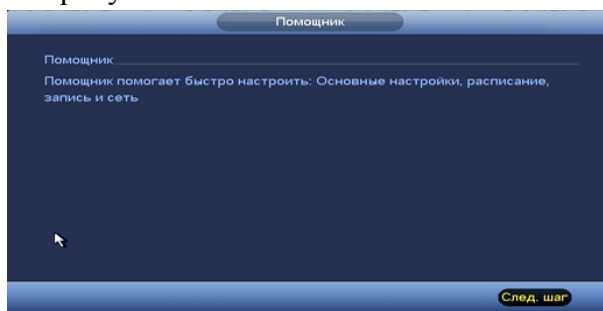 Помощник
Помощник
Помощник помогает быстро настроить: Основные настройки, расписание,
запись и сеть
След. шаг